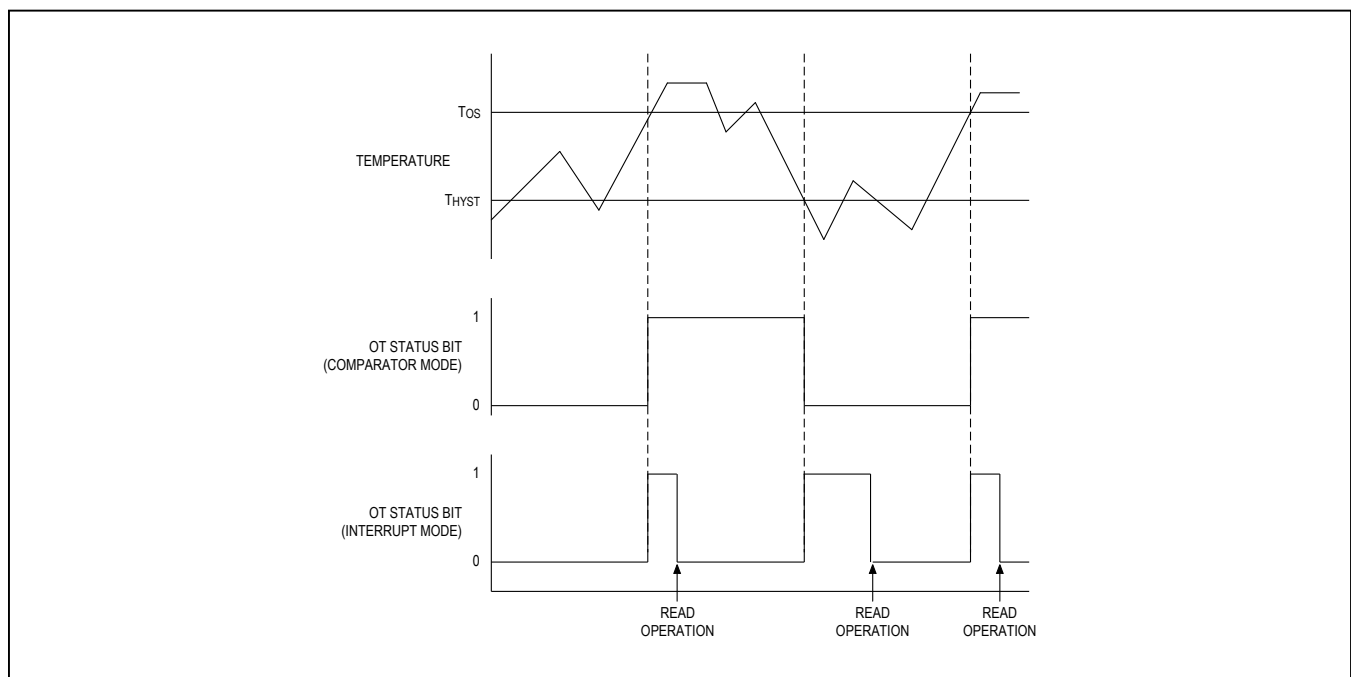 TOS
TEMPERATURE
THYST
1
OT STATUS BIT
(COMPARATOR MODE)
0
1
OT STATUS BIT
(INTERRUPT MODE)
0
READ
OPERATION
READ
OPERATION
READ
OPERATION